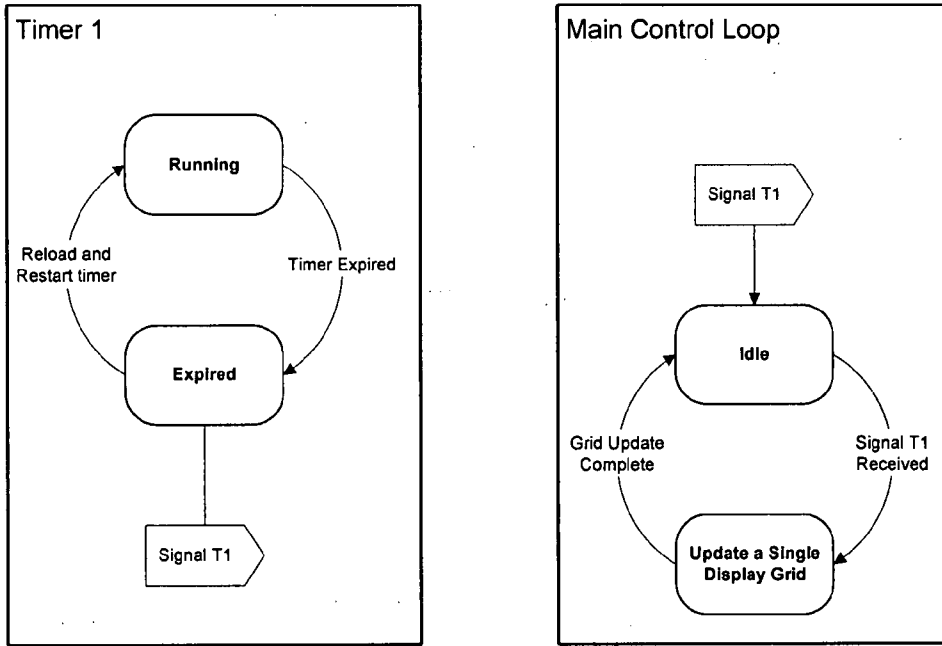 Timer 1
Running
Reload and
Restart timer
Timer Expired
Expired
Signal T1
Main Control Loop
Signal T1
Idle
Grid Update
Complete
Signal T1
Received
Update a Single
Display Grid